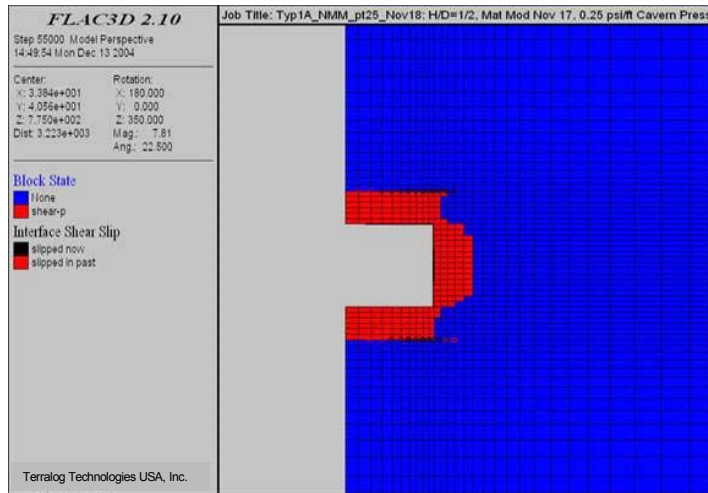 FLAC3D 2.10
Step 55000 Model Perspective
14:49:54 Mon Dec 13 2004
Center: Rotation:
X: 3.384e+001 X: 180.000
Y: 4.056e+001 Y: 0.000
Z: 7.750e+002 Z: 350.000
Dist: 3.223e+003 Mag.: 7.81
Ang.: 22.500
Block State
None
shear-p
Interface Shear Slip
slipped now
slipped in past
Terralog Technologies USA, Inc.
Job Title: Typ1A_NMM_pt25_Nov18: H/D=1/2, Mat Mod Nov 17, 0.25 psi/ft Cavern Press